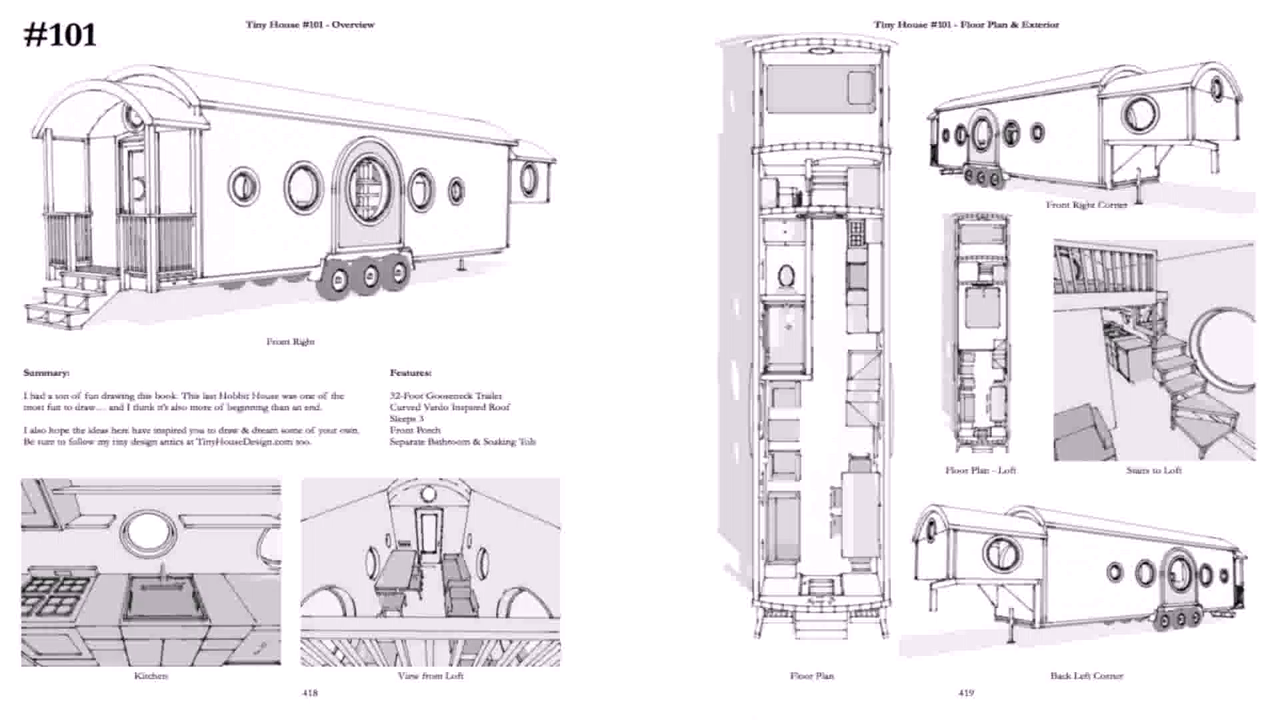 #101
Tiny House #101 - Overview
Front Right
Summary:
I had a ton of fun drawing this book. This last Hobbit House was one of the
most fun to draw... and I think it's also more of beginning than an end.
I also hope the ideas here have inspired you to draw & dream some of your own.
Be sure to follow my tiny design antics at TinyHouseDesign.com too.
Features:
32-Foot Gooseneck Trailer
Curved Vardo Inspired Roof
Sleeps 3
Front Porch
Separate Bathroom & Soaking Tub
Kitchen
View from Loft
418
Tiny House #101 - Floor Plan & Exterior
Front Right Corner
Floor Plan - Loft
Stairs to Loft
Floor Plan
Back Left Corner
419